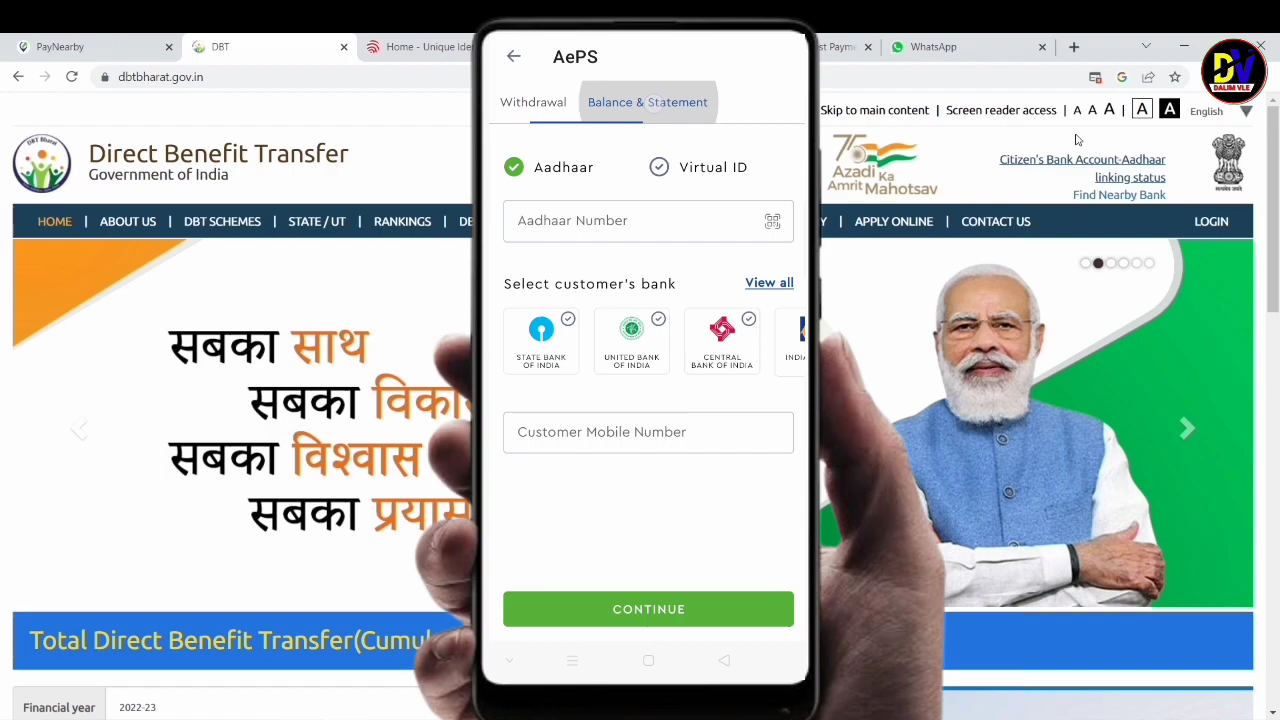 PayNearby
DBT
Home - Unique Ide
WhatsApp
dbtbharat.gov.in
DV
DALIM VLE
Skip to main content | Screen reader access | A A A | A A English
Direct Benefit Transfer
Government of India
75
Azadi
Ka
Amrit Mahotsav
Citizen's Bank Account-Aadhaar
linking status
Find Nearby Bank
HOME | ABOUT US | DBT SCHEMES | STATE / UT | RANKINGS |
APPLY ONLINE | CONTACT US
LOGIN
सबका साथ
सबका
सबका विश्वास
सबका
Total Direct Benefit Transfer(Cumul
Financial year
2022-23
AePS
Withdrawal
Balance & Statement
Aadhaar
Virtual ID
Aadhaar Number
Select customer's bank
View all
STATE BANK
OF INDIA
UNITED BANK
OF INDIA
CENTRAL
BANK OF INDIA
Customer Mobile Number
CONTINUE